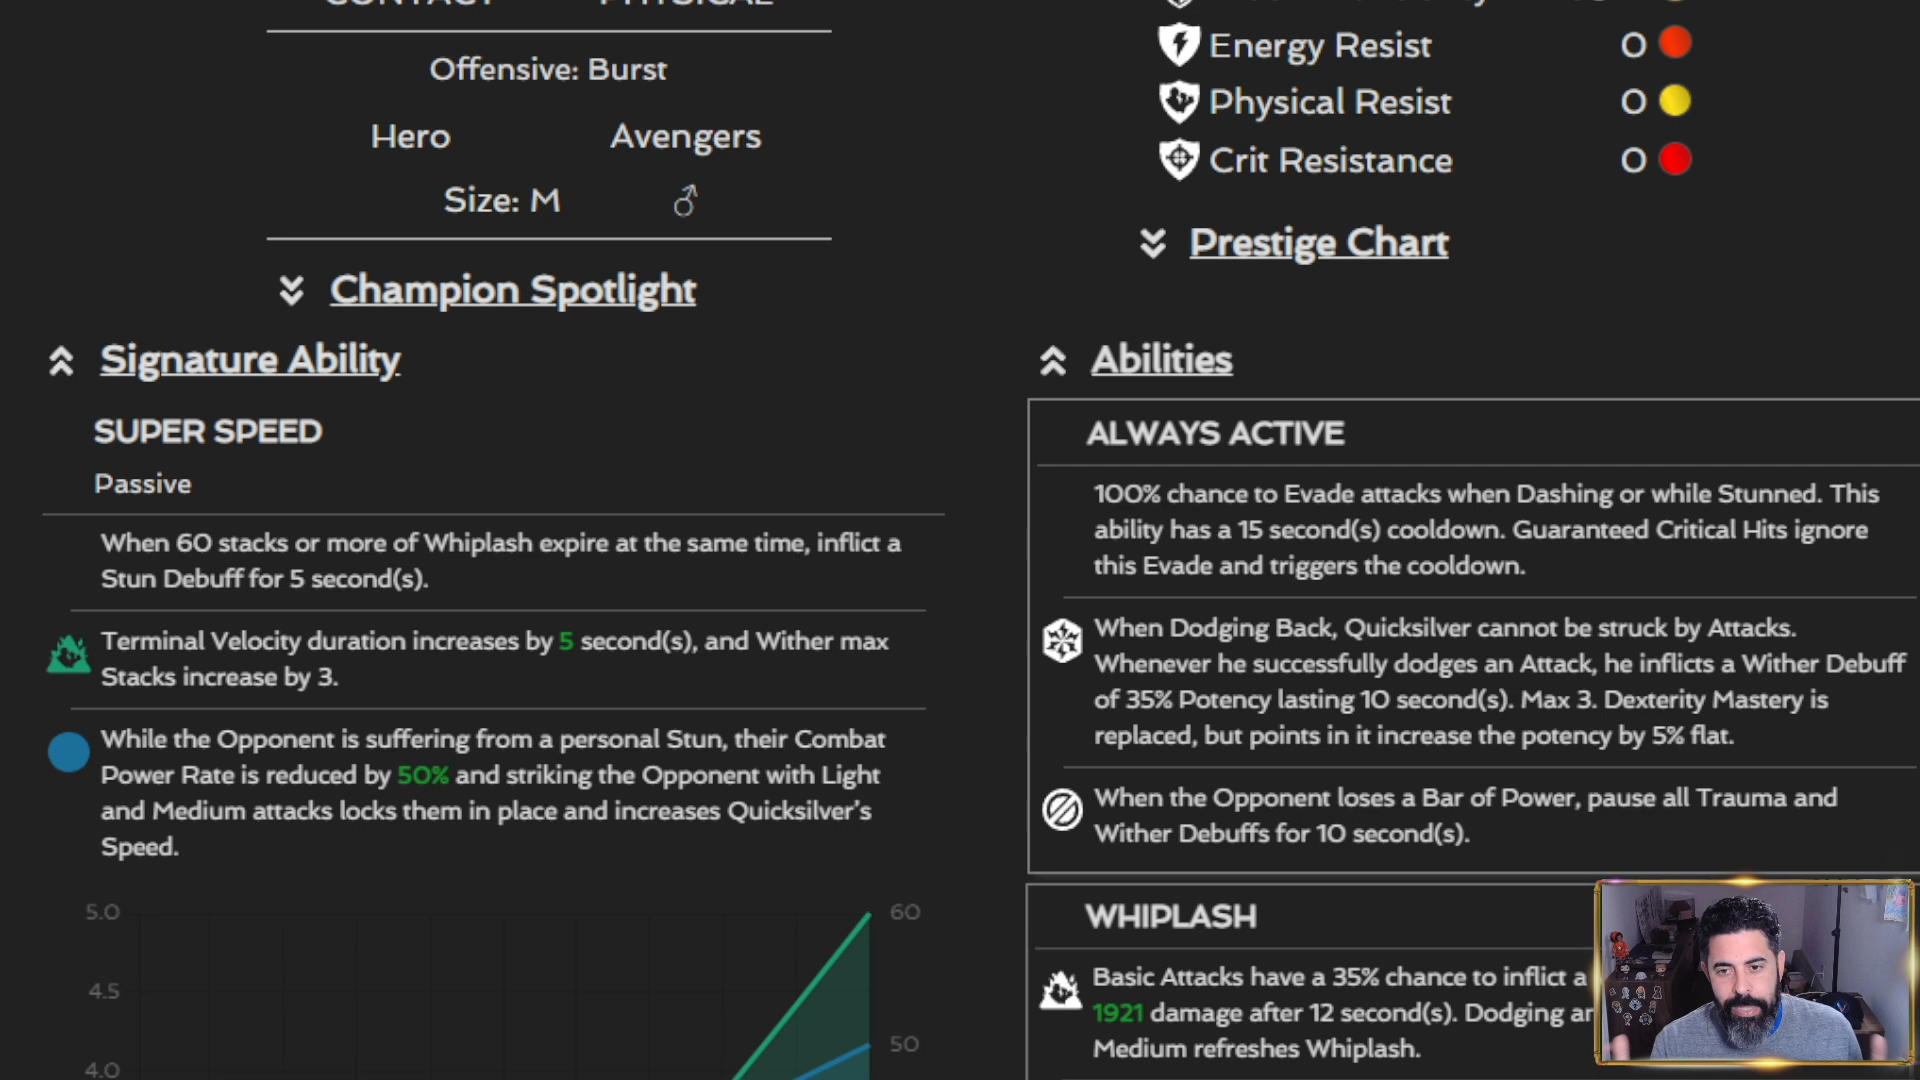 CONTACT PHYSICAL
Offensive: Burst
Hero Avengers
Size: M ♂
Champion Spotlight
Energy Resist 0
Physical Resist 0
Crit Resistance 0
Prestige Chart
Signature Ability
SUPER SPEED
Passive
When 60 stacks or more of Whiplash expire at the same time, inflict a
Stun Debuff for 5 second(s).
Terminal Velocity duration increases by 5 second(s), and Wither max
Stacks increase by 3.
While the Opponent is suffering from a personal Stun, their Combat
Power Rate is reduced by 50% and striking the Opponent with Light
and Medium attacks locks them in place and increases Quicksilver's
Speed.
5.0 60
4.5
50
4.0
Abilities
ALWAYS ACTIVE
100% chance to Evade attacks when Dashing or while Stunned. This
ability has a 15 second(s) cooldown. Guaranteed Critical Hits ignore
this Evade and triggers the cooldown.
When Dodging Back, Quicksilver cannot be struck by Attacks.
Whenever he successfully dodges an Attack, he inflicts a Wither Debuff
of 35% Potency lasting 10 second(s). Max 3. Dexterity Mastery is
replaced, but points in it increase the potency by 5% flat.
When the Opponent loses a Bar of Power, pause all Trauma and
Wither Debuffs for 10 second(s).
WHIPLASH
Basic Attacks have a 35% chance to inflict a
1921 damage after 12 second(s). Dodging
Medium refreshes Whiplash.